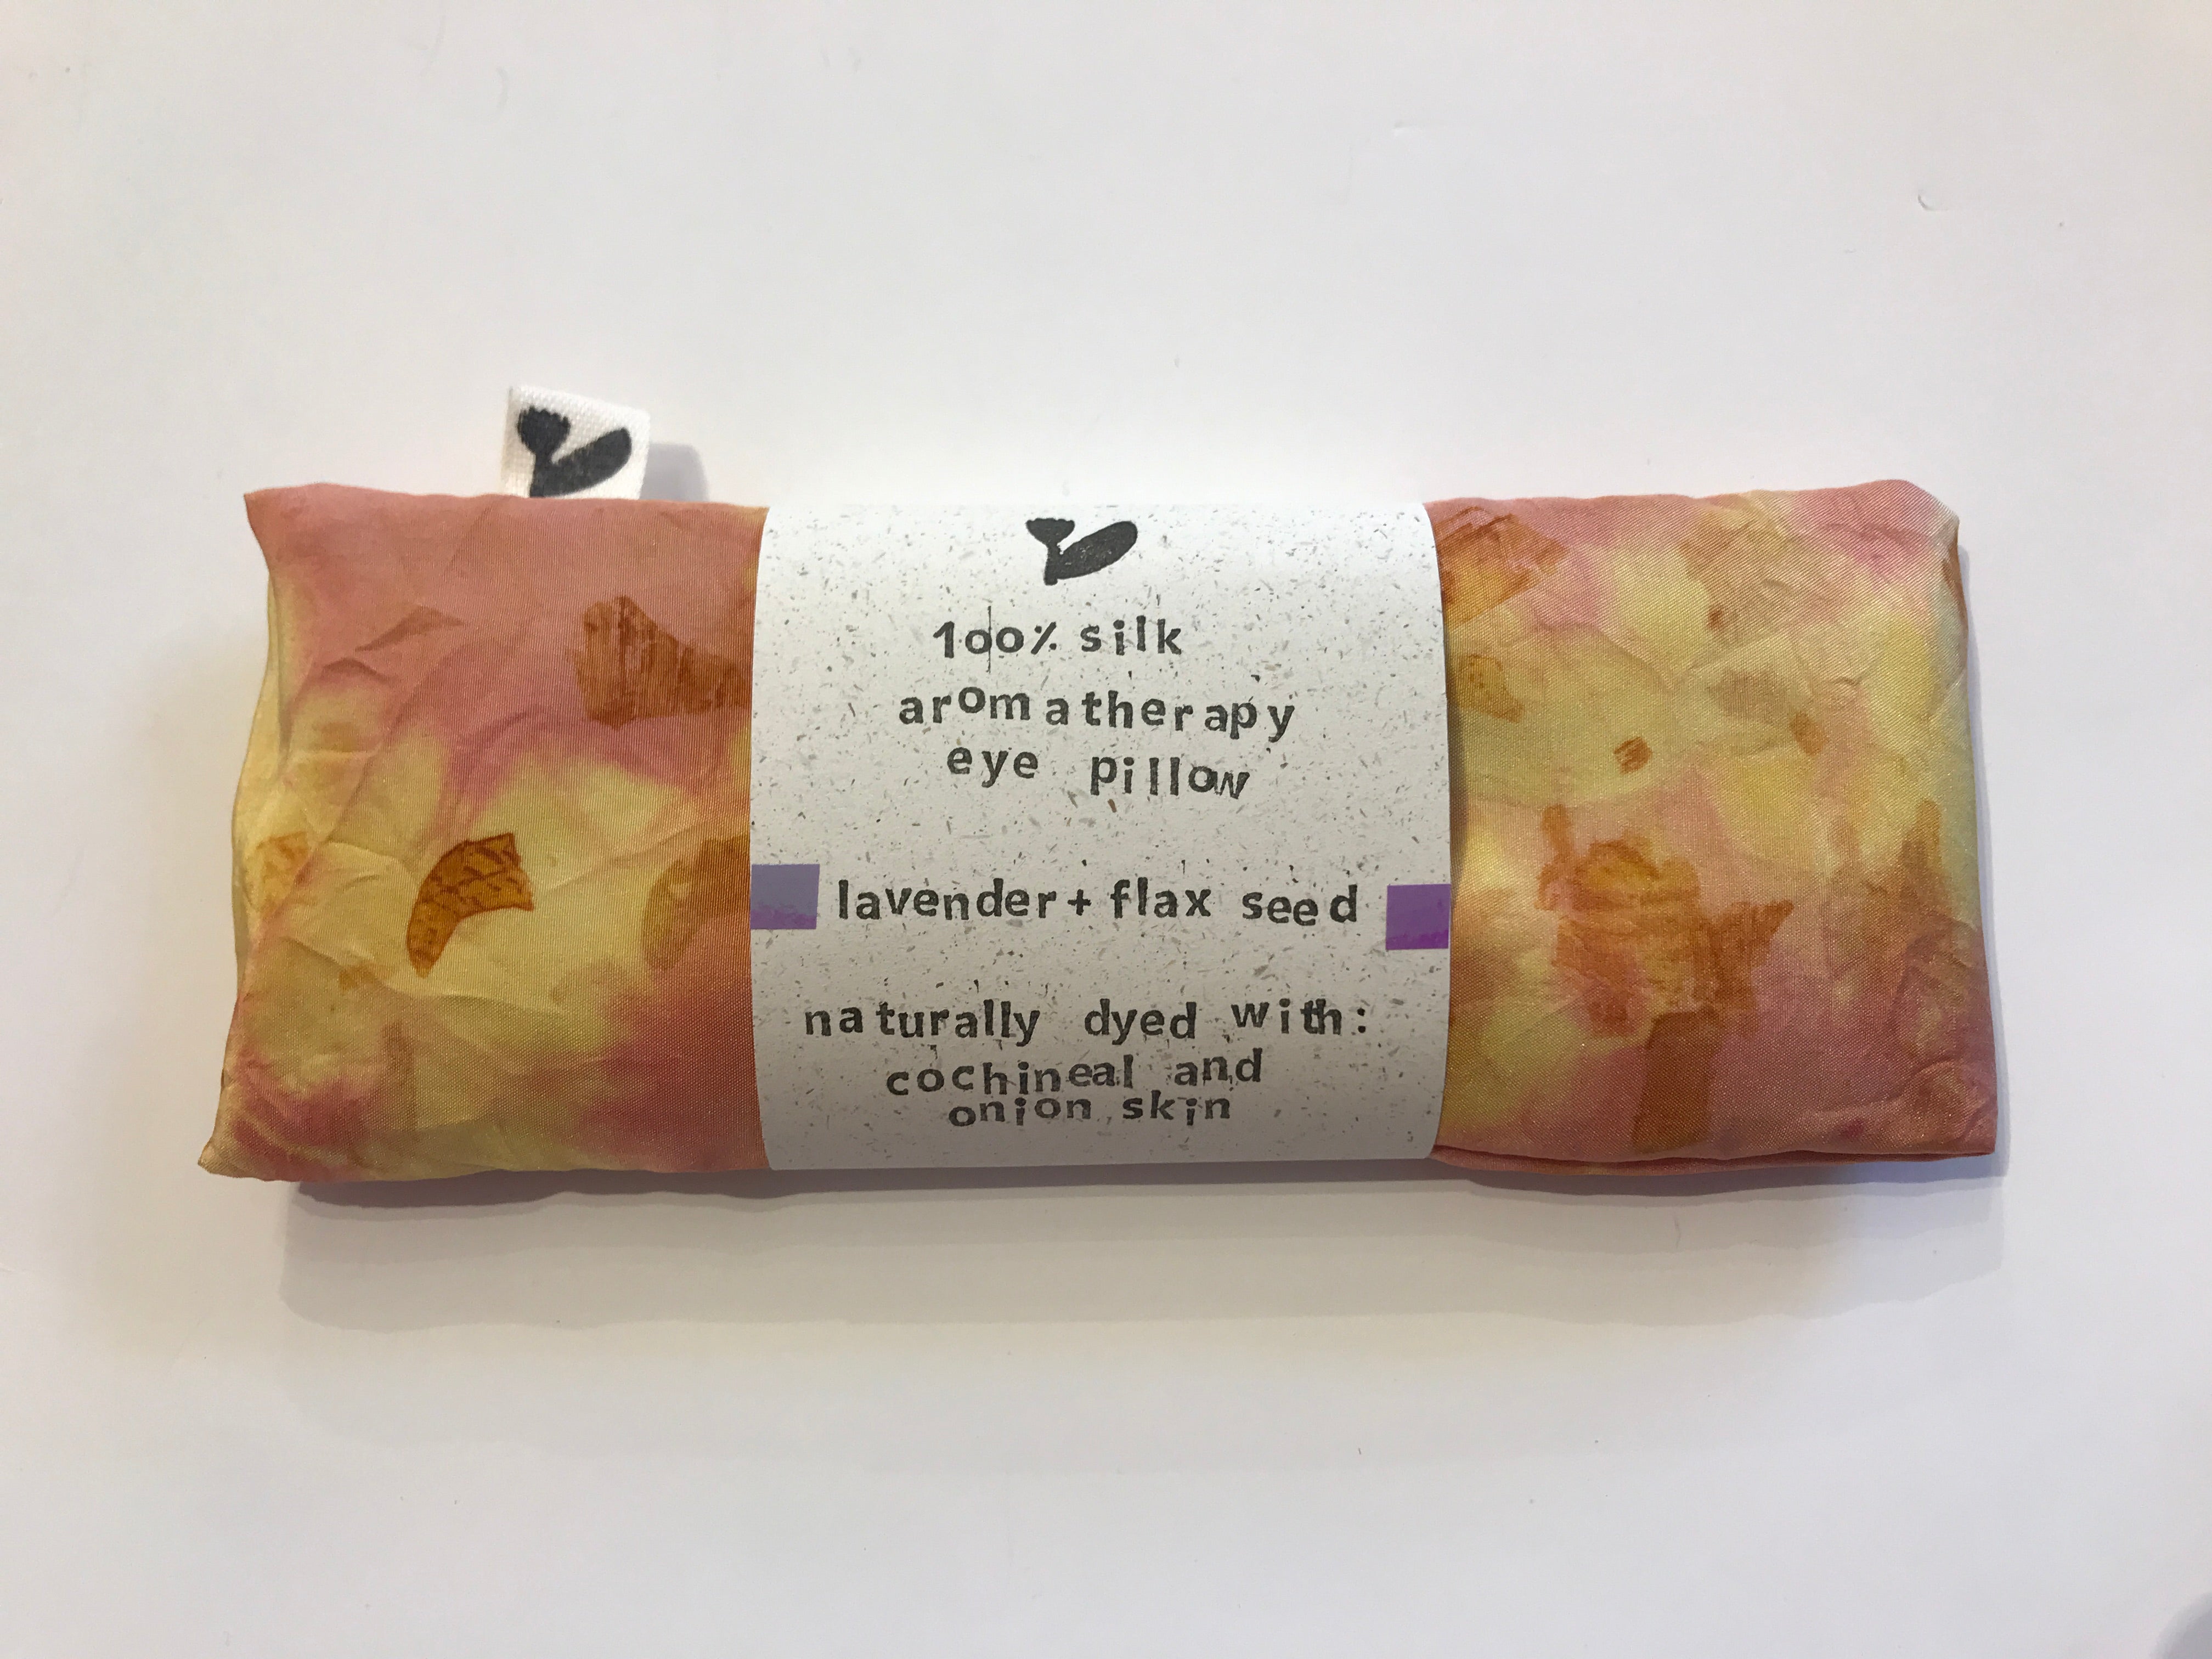 100% silk
aromatherapy
eye pillow
lavender + flax seed
naturally dyed with:
cochineal and
onion skin